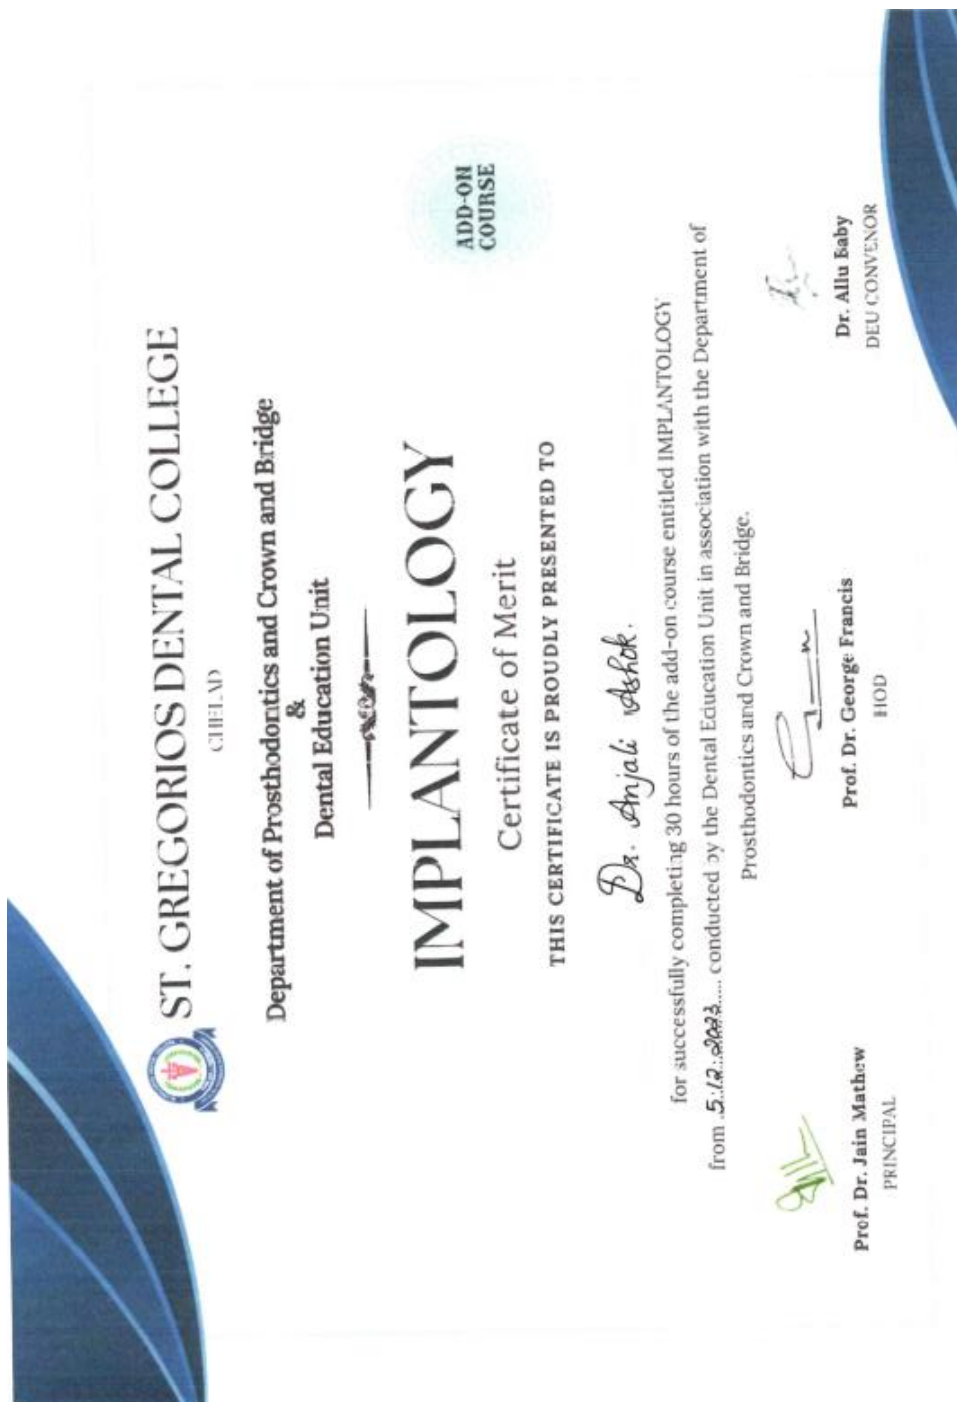 ST. GREGORIOS DENTAL COLLEGE
CHELAD
Department of Prosthodontics and Crown and Bridge
&
Dental Education Unit
ADD-ON
COURSE
IMPLANTOLOGY
Certificate of Merit
THIS CERTIFICATE IS PROUDLY PRESENTED TO
Dr. Anjali Ashok.
for successfully completing 30 hours of the add-on course entitled IMPLANTOLOGY
from .5.12.2023..... conducted by the Dental Education Unit in association with the Department of
Prosthodontics and Crown and Bridge.
Prof. Dr. Jain Mathew
PRINCIPAL
Prof. Dr. George Francis
HOD
Dr. Allu Baby
DEU CONVENOR